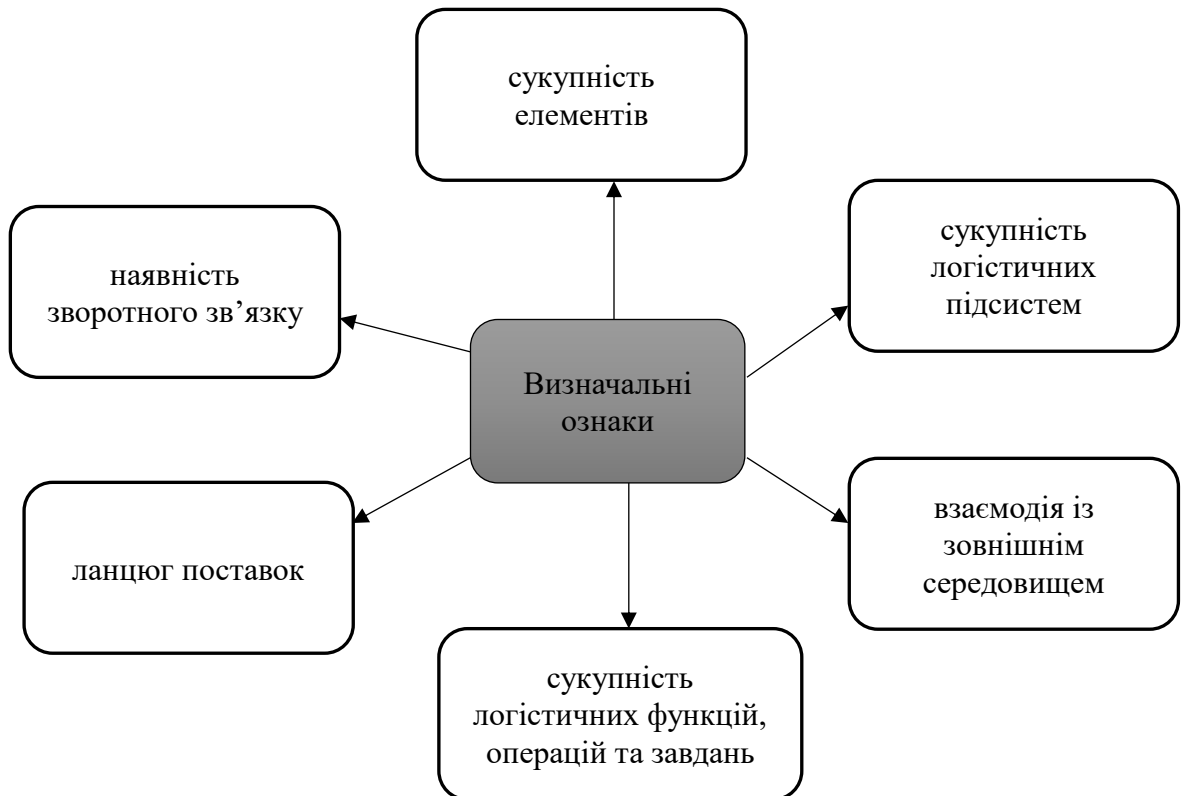 сукупність
елементів
сукупність
логістичних
підсистем
наявність
зворотного зв’язку
Визначальні
ознаки
взаємодія із
зовнішнім
середовищем
ланцюг поставок
сукупність
логістичних функцій,
операцій та завдань